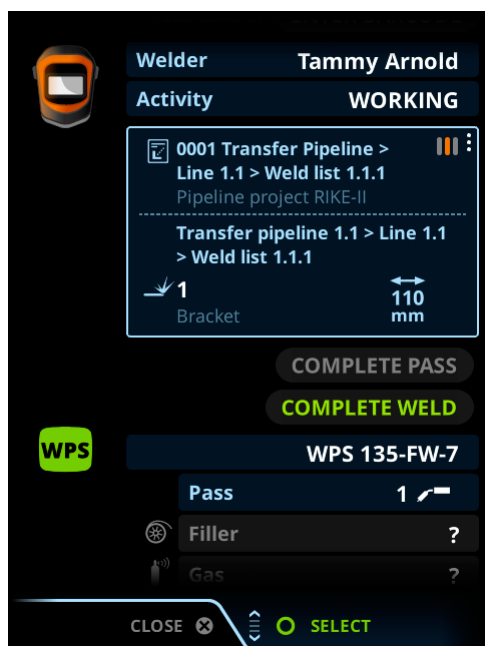 Welder Tammy Arnold
Activity WORKING
0001 Transfer Pipeline >
Line 1.1 > Weld list 1.1.1
Pipeline project RIKE-II
Transfer pipeline 1.1 > Line 1.1
> Weld list 1.1.1
1
Bracket
110
mm
COMPLETE PASS
COMPLETE WELD
WPS WPS 135-FW-7
Pass 1
Filler ?
Gas ?
CLOSE SELECT